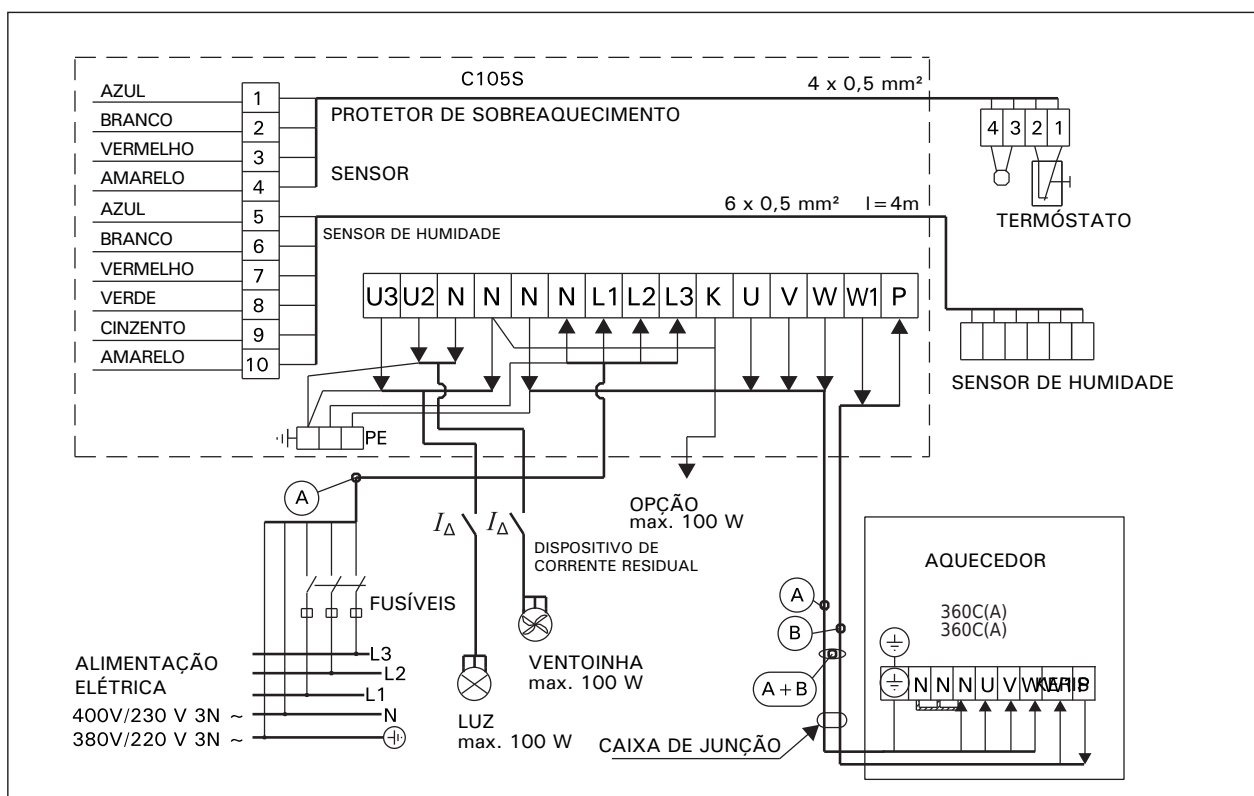 C105S
4 x 0,5 mm²
AZUL
1
BRANCO
2
PROTETOR DE SOBREAQUECIMENTO
VERMELHO
3
AMARELO
4
SENSOR
4 3 2 1
TERMÓSTATO
AZUL
5
6 x 0,5 mm² l=4m
BRANCO
6
SENSOR DE HUMIDADE
VERMELHO
7
VERDE
8
CINZENTO
9
AMARELO
10
U3 U2 N N N N L1 L2 L3 K U V W W1 P
SENSOR DE HUMIDADE
PE
A
OPÇÃO
max. 100 W
I∆
I∆
DISPOSITIVO DE
CORRENTE RESIDUAL
FUSÍVEIS
VENTOINHA
max. 100 W
LUZ
max. 100 W
ALIMENTAÇÃO
ELÉTRICA
L3
L2
L1
400V/230 V 3N ~
N
380V/220 V 3N ~
A
B
A+B
CAIXA DE JUNÇÃO
AQUECEDOR
360C(A)
360C(A)
N N N U V W P